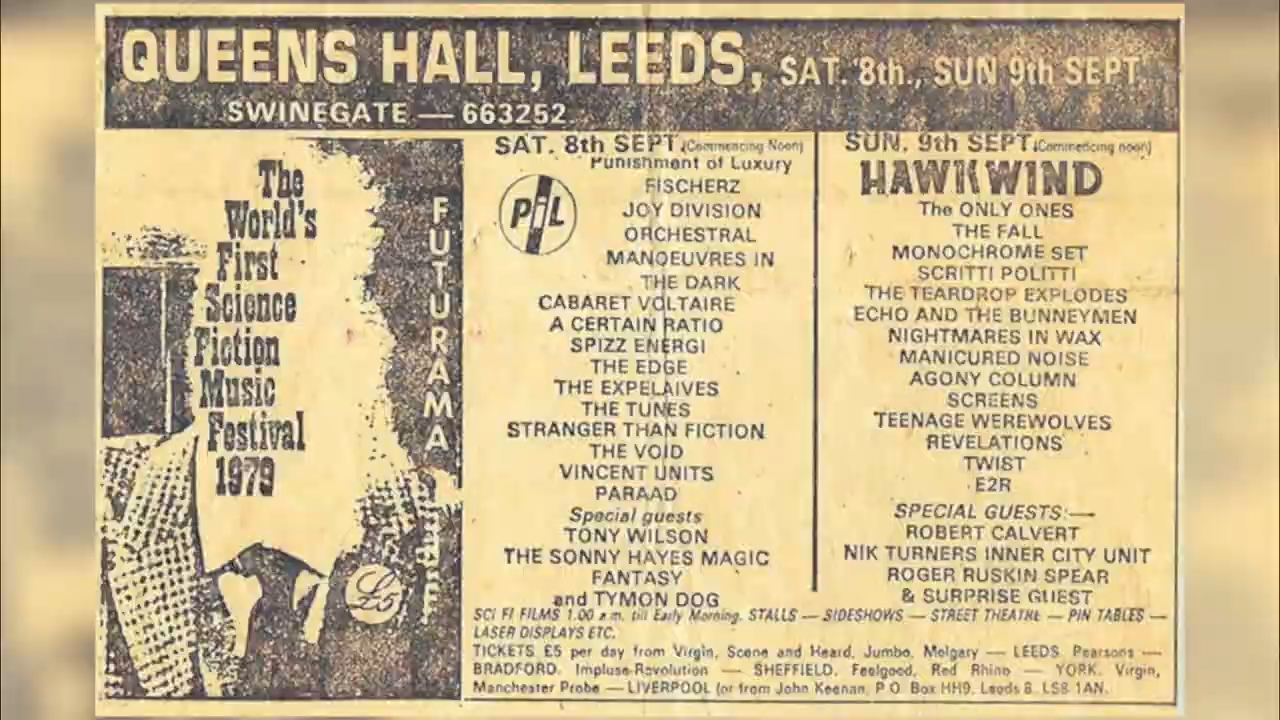 QUEENS HALL, LEEDS, SAT. 8th., SUN 9th SEPT
SWINEGATE — 663252
The
World's
First
Science
Fiction
Music
Festival
1979
FUTURAMA
£5
SAT. 8th SEPT. (Commencing Noon)
Punishment of Luxury
PiL
FISCHERZ
JOY DIVISION
ORCHESTRAL
MANOEUVRES IN
THE DARK
CABARET VOLTAIRE
A CERTAIN RATIO
SPIZZ ENERGI
THE EDGE
THE EXPELAIVES
THE TUNES
STRANGER THAN FICTION
THE VOID
VINCENT UNITS
PARAAD
Special guests
TONY WILSON
THE SONNY HAYES MAGIC
FANTASY
and TYMON DOG
SUN. 9th SEPT. (Commencing noon)
HAWKWIND
The ONLY ONES
THE FALL
MONOCHROME SET
SCRITTI POLITTI
THE TEARDROP EXPLODES
ECHO AND THE BUNNEYMEN
NIGHTMARES IN WAX
MANICURED NOISE
AGONY COLUMN
SCREENS
TEENAGE WEREWOLVES
REVELATIONS
TWIST
E2R
SPECIAL GUESTS:—
ROBERT CALVERT
NIK TURNERS INNER CITY UNIT
ROGER RUSKIN SPEAR
& SURPRISE GUEST
SCI FI FILMS 1.00 a.m. till Early Morning. STALLS — SIDESHOWS — STREET THEATRE — PIN TABLES —
LASER DISPLAYS ETC.
TICKETS £5 per day from Virgin, Scene and Heard, Jumbo, Melgary — LEEDS. Pearsons —
BRADFORD. Impluse-Revolution — SHEFFIELD. Feelgood, Red Rhino — YORK. Virgin,
Manchester Probe — LIVERPOOL (or from John Keenan, P.O. Box HH9, Leeds 8, LS8 1AN.